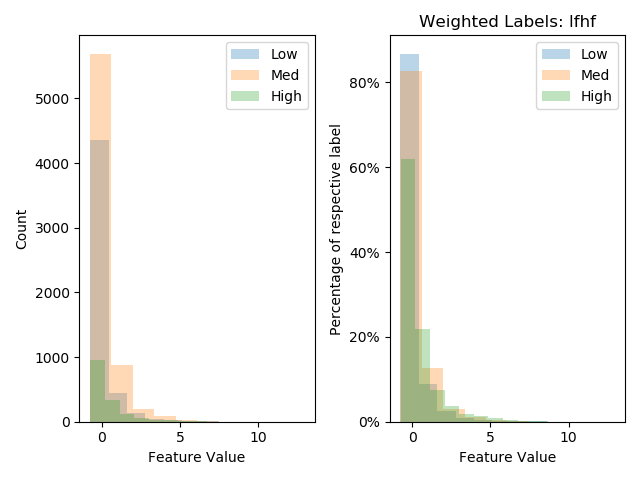 Low
Med
High
5000
4000
3000
2000
1000
0
Count
0
5
10
Feature Value
Weighted Labels: lfhf
Low
Med
High
80%
60%
40%
20%
0%
Percentage of respective label
0
5
10
Feature Value